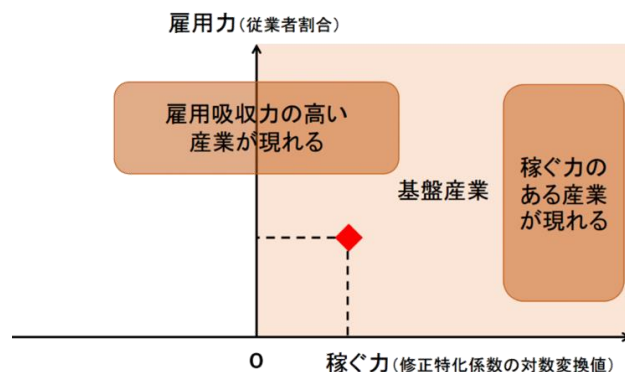 雇用力(従業者割合)
雇用吸収力の高い
産業が現れる
基盤産業
稼ぐ力の
ある産業
が現れる
0
稼ぐ力(修正特化係数の対数変換値)